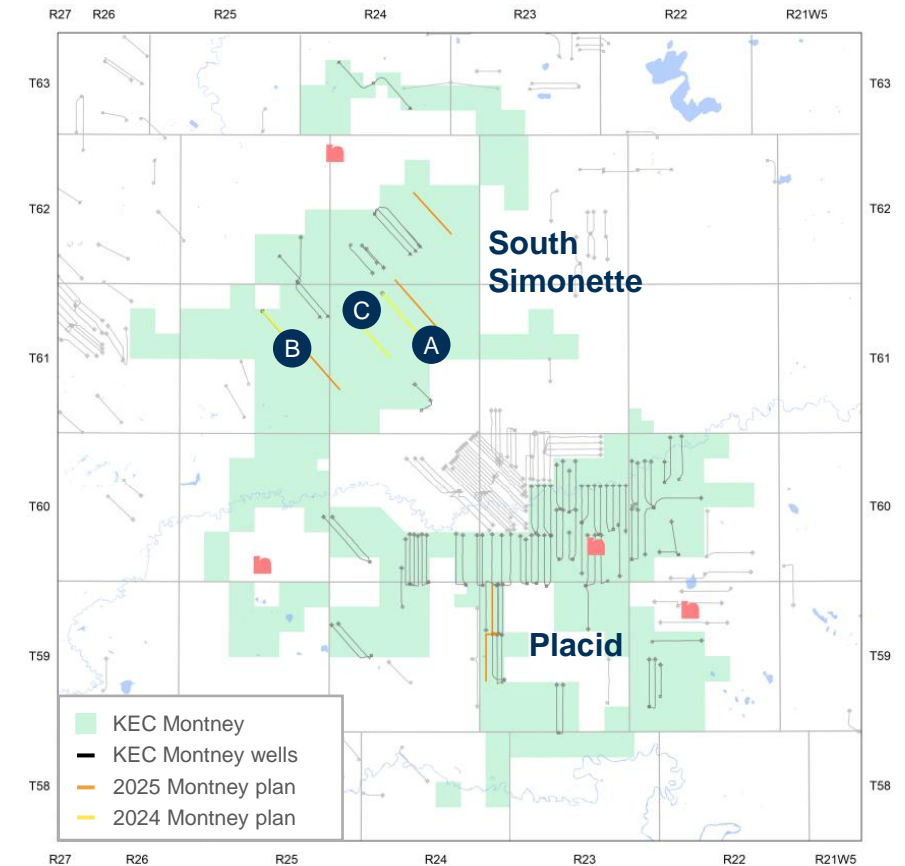 R27 R26 R25 R24 R23 R22 R21W5
T63 T63
T62 T62
South
Simonette
C
A
B
T61 T61
T60 T60
Placid
T59 T59
KEC Montney
KEC Montney wells
2025 Montney plan
2024 Montney plan
T58 T58
R27 R26 R25 R24 R23 R22 R21W5